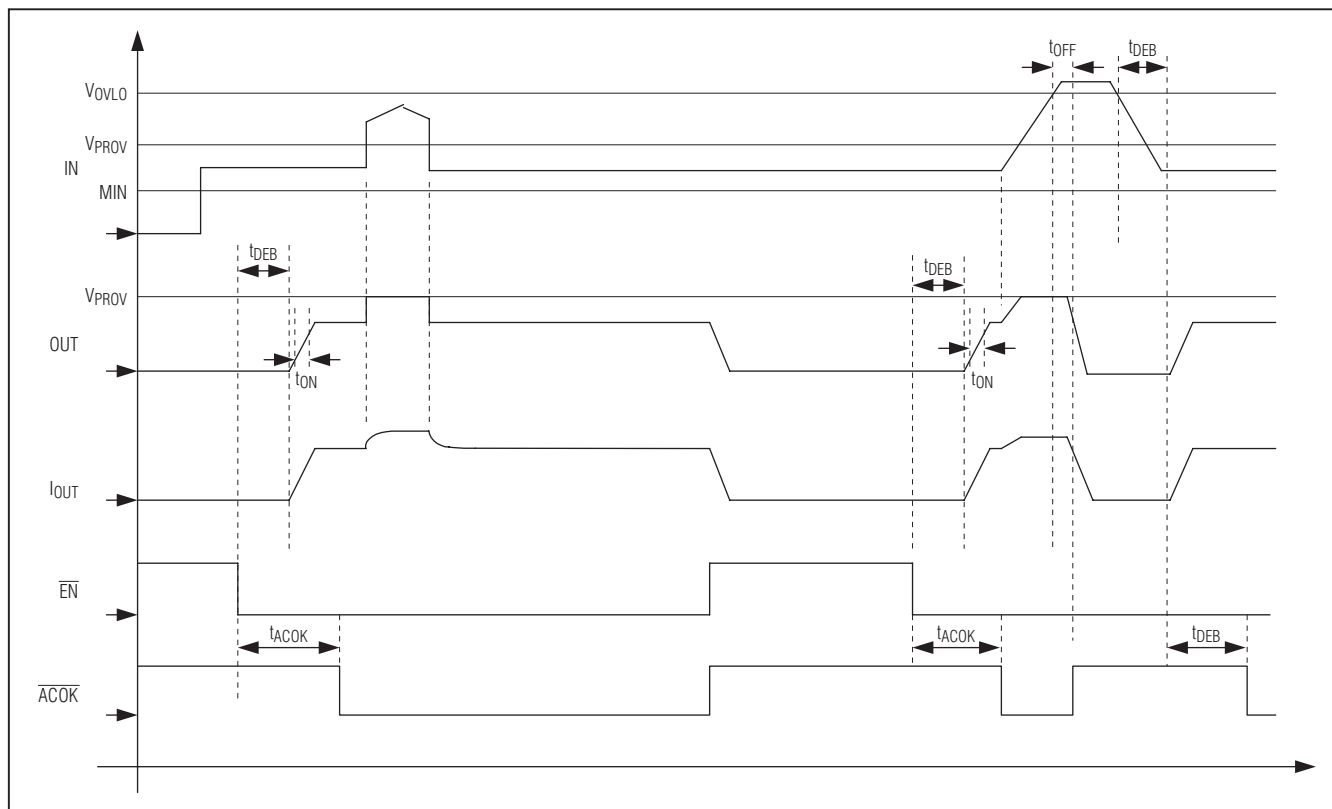 tOFF
tDEB
VOVLO
VPROV
IN
MIN
tDEB
tDEB
VPROV
OUT
tON
tON
IOUT
EN
tACOK
tACOK
tDEB
ACOK